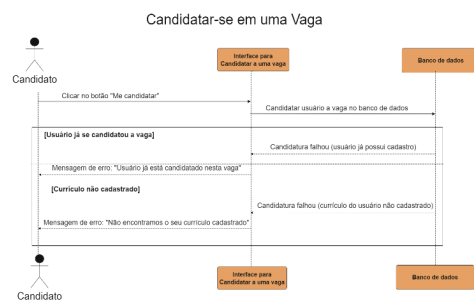 Candidatar-se em uma Vaga
Candidato
Interface para
Candidatar a uma vaga
Banco de dados
Clicar no botão "Me candidatar"
Candidatar usuário a vaga no banco de dados
[Usuário já se candidatou a vaga]
Candidatura falhou (usuário já possui cadastro)
Mensagem de erro: "Usuário já está candidatado nesta vaga"
[Currículo não cadastrado]
Candidatura falhou (currículo do usuário não cadastrado)
Mensagem de erro: "Não encontramos o seu currículo cadastrado"
Candidato
Interface para
Candidatar a uma vaga
Banco de dados